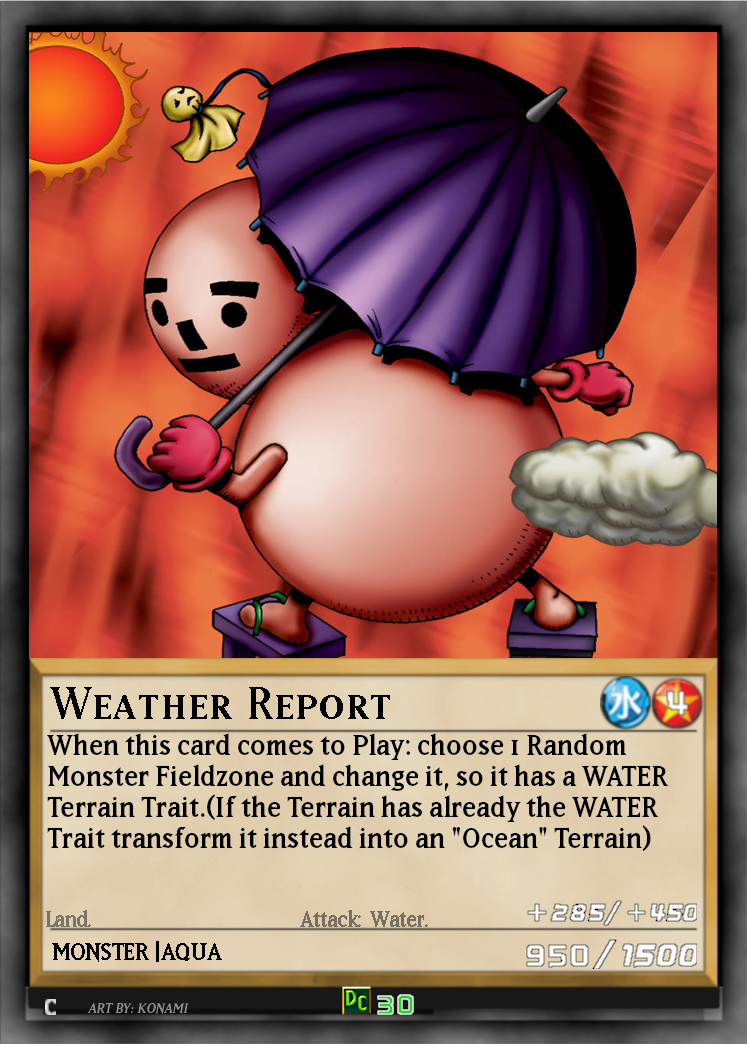 WEATHER REPORT 水 4
When this card comes to Play: choose 1 Random
Monster Fieldzone and change it, so it has a WATER
Terrain Trait.(If the Terrain has already the WATER
Trait transform it instead into an "Ocean" Terrain)
Land. Attack: Water. +285/+450
MONSTER |AQUA 950/1500
C ART BY: KONAMI DC 30